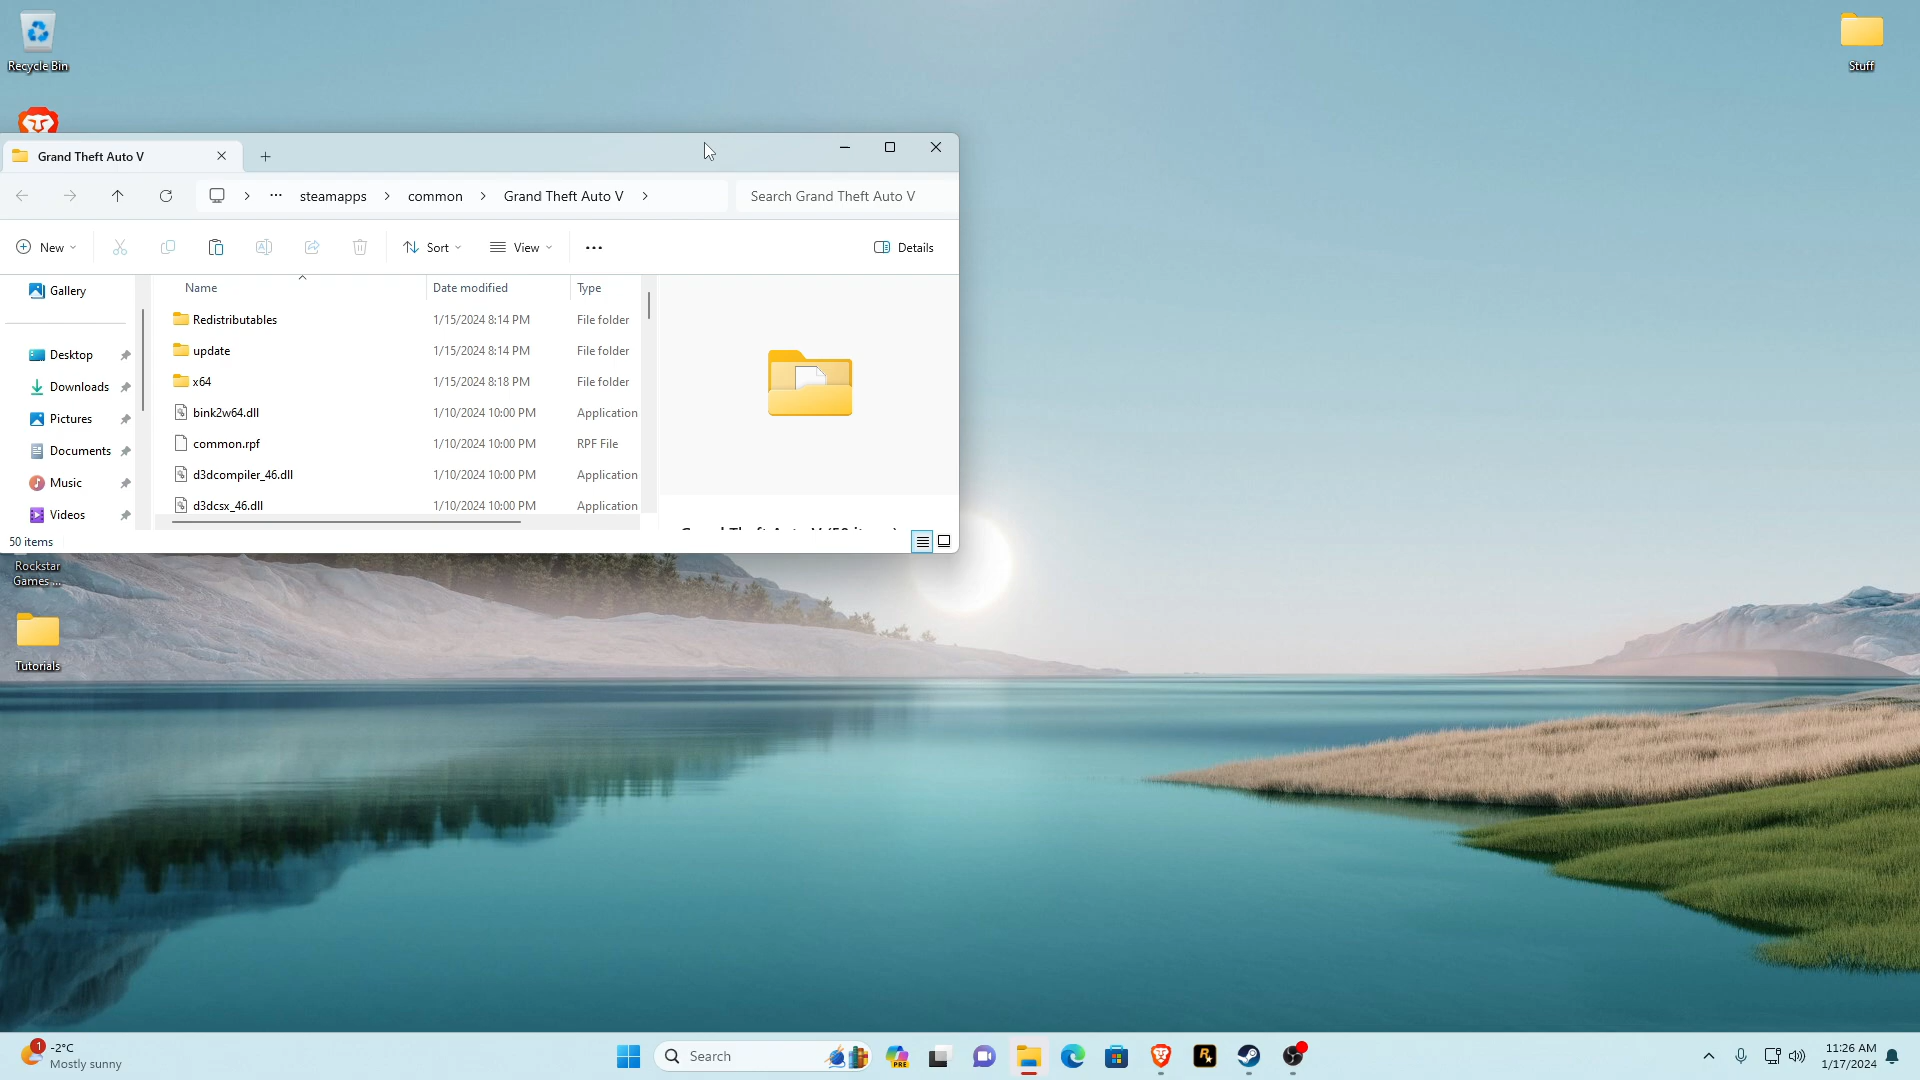 Recycle Bin
Stuff
Grand Theft Auto V
steamapps > common > Grand Theft Auto V >
Search Grand Theft Auto V
New
Sort
View
Details
Gallery
Desktop
Downloads
Pictures
Documents
Music
Videos
Name Date modified Type
Redistributables 1/15/2024 8:14 PM File folder
update 1/15/2024 8:14 PM File folder
x64 1/15/2024 8:18 PM File folder
bink2w64.dll 1/10/2024 10:00 PM Application
common.rpf 1/10/2024 10:00 PM RPF File
d3dcompiler_46.dll 1/10/2024 10:00 PM Application
d3dcsx_46.dll 1/10/2024 10:00 PM Application
50 items
Rockstar
Games ...
Tutorials
1
-2°C
Mostly sunny
Search
PRE
11:26 AM
1/17/2024